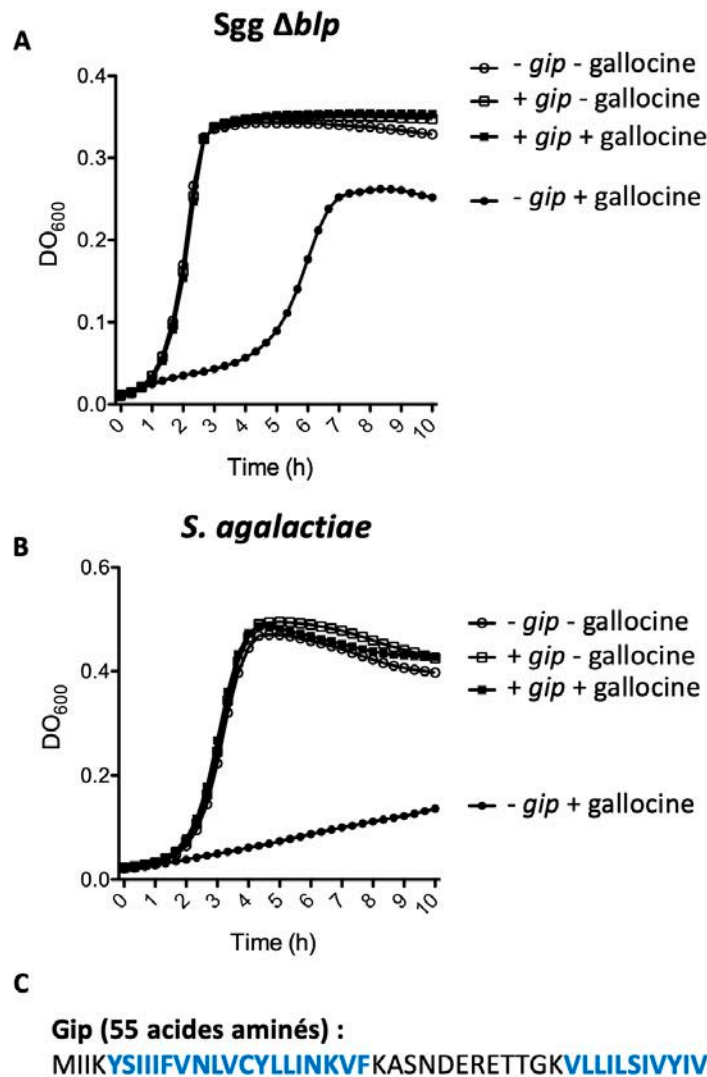 Sgg Δblp
A
0.4
0.3
0.2
0.1
0.0
DO600
0 1 2 3 4 5 6 7 8 9 10
Time (h)
- gip - gallocine
+ gip - gallocine
+ gip + gallocine
- gip + gallocine
S. agalactiae
B
0.6
0.4
0.2
0.0
DO600
0 1 2 3 4 5 6 7 8 9 10
Time (h)
- gip - gallocine
+ gip - gallocine
+ gip + gallocine
- gip + gallocine
C
Gip (55 acides aminés) :
MIIKYSIIIFVNLVCYLLINKVFKASNDERETTGKVLLILSIVYIV